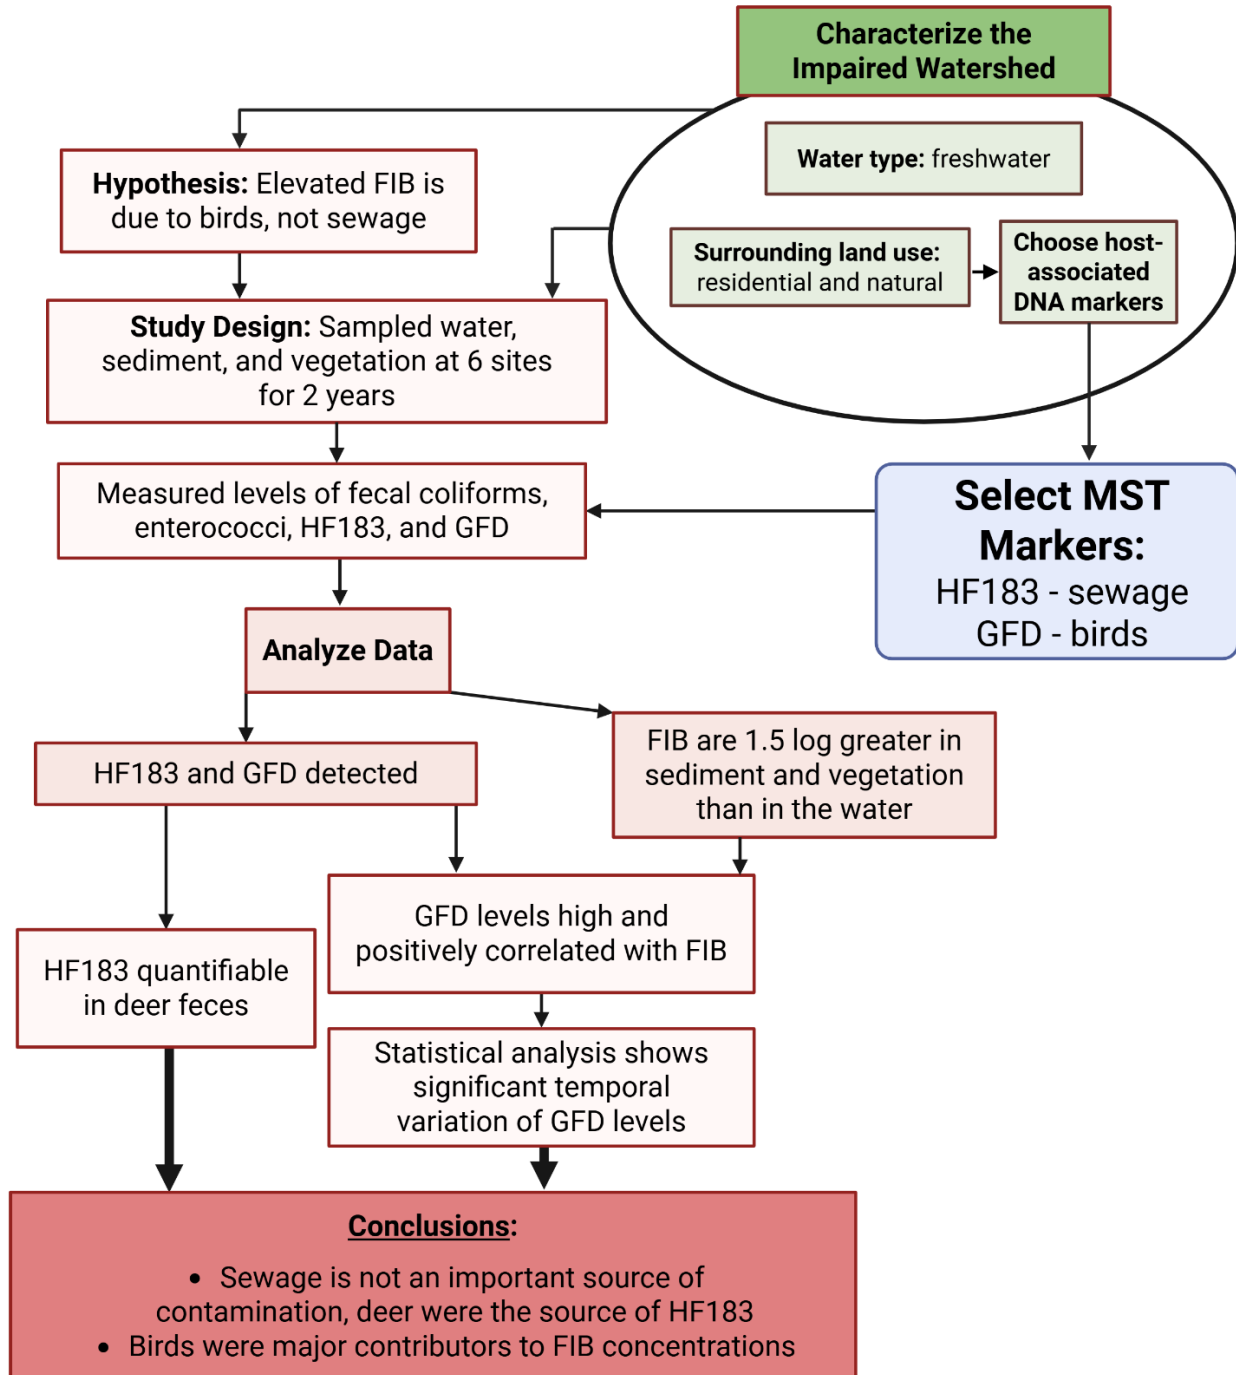 Characterize the
Impaired Watershed
Water type: freshwater
Surrounding land use:
residential and natural
Choose host-
associated
DNA markers
Hypothesis: Elevated FIB is
due to birds, not sewage
Study Design: Sampled water,
sediment, and vegetation at 6 sites
for 2 years
Measured levels of fecal coliforms,
enterococci, HF183, and GFD
Select MST
Markers:
HF183 - sewage
GFD - birds
Analyze Data
HF183 and GFD detected
FIB are 1.5 log greater in
sediment and vegetation
than in the water
GFD levels high and
positively correlated with FIB
HF183 quantifiable
in deer feces
Statistical analysis shows
significant temporal
variation of GFD levels
Conclusions:
• Sewage is not an important source of
contamination, deer were the source of HF183
• Birds were major contributors to FIB concentrations